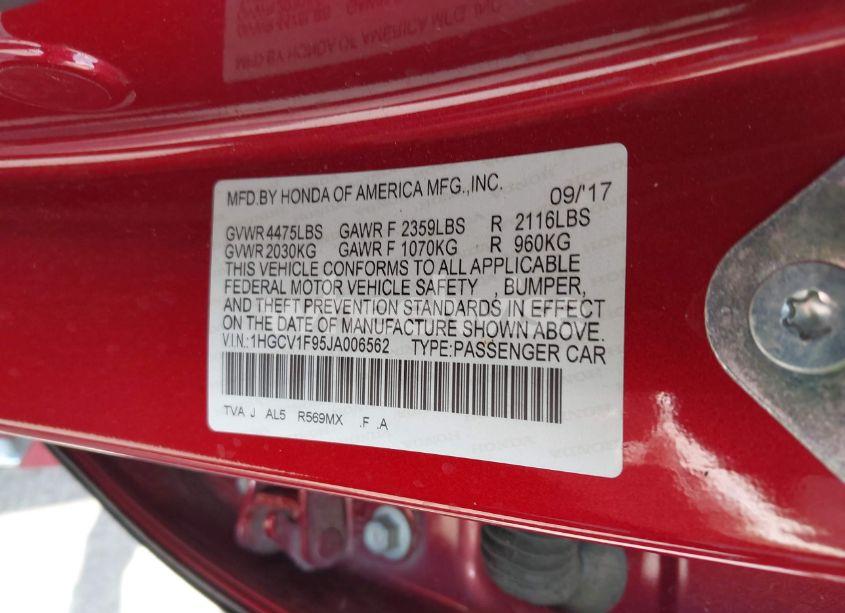 MFD.BY HONDA OF AMERICA MFG.,INC. 09/'17
GVWR 4475LBS GAWR F 2359LBS R 2116LBS
GVWR 2030KG GAWR F 1070KG R 960KG
THIS VEHICLE CONFORMS TO ALL APPLICABLE
FEDERAL MOTOR VEHICLE SAFETY , BUMPER,
AND THEFT PREVENTION STANDARDS IN EFFECT
ON THE DATE OF MANUFACTURE SHOWN ABOVE.
V.I.N.:1HGCV1F95JA006562 TYPE:PASSENGER CAR
TVA J AL5 R569MX .F .A